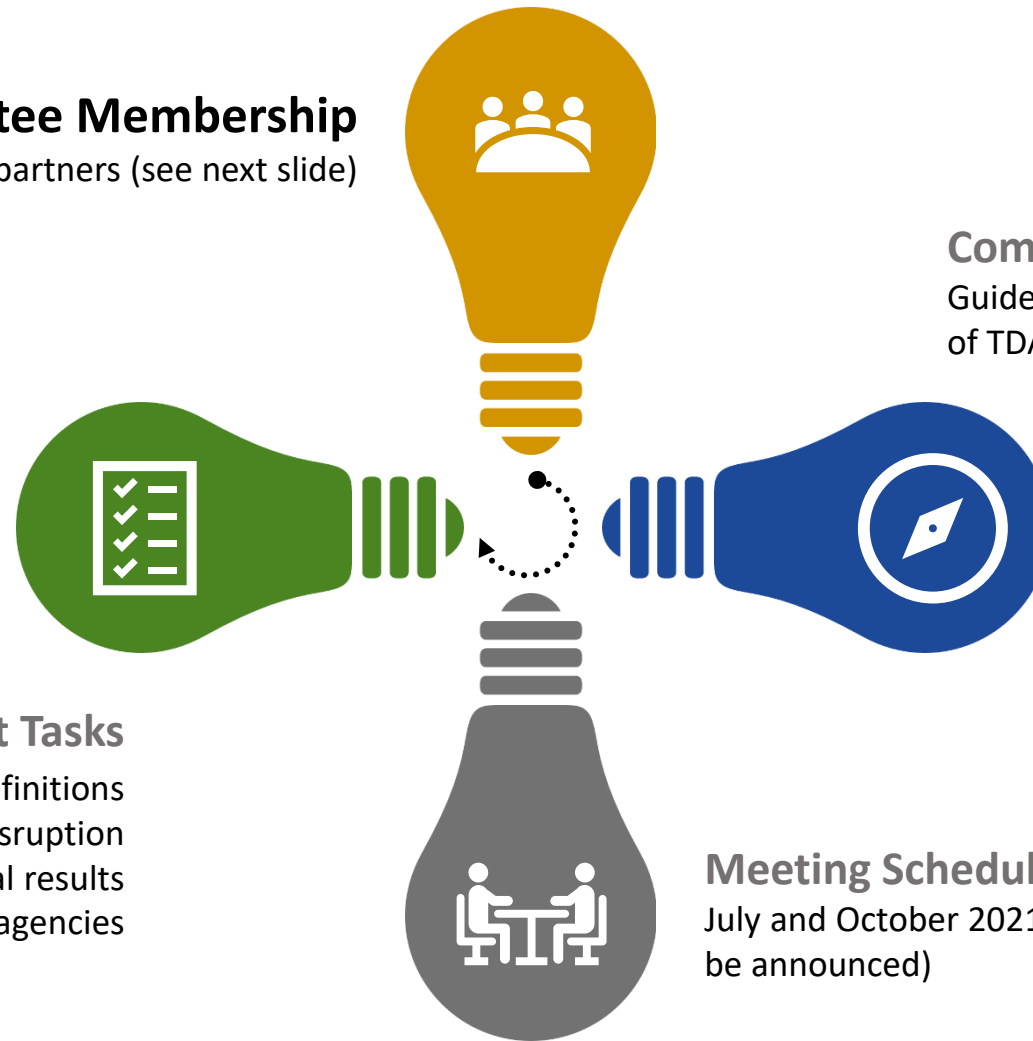 tee Membership
partners (see next slide)
Com
Guide
of TDA
t Tasks
finitions
sruption
al results
agencies
Meeting Schedul
July and October 2021
be announced)